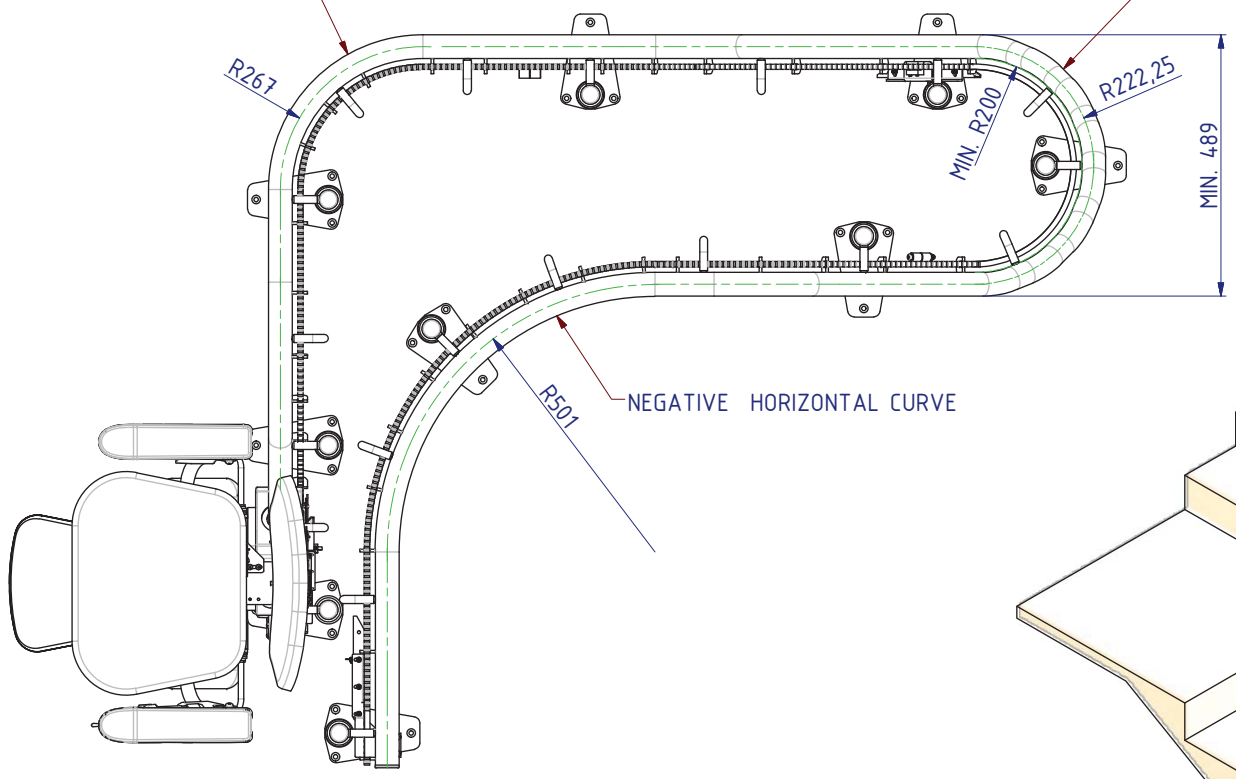 R267
MIN. R200
R222,25
MIN. 489
R501
NEGATIVE HORIZONTAL CURVE